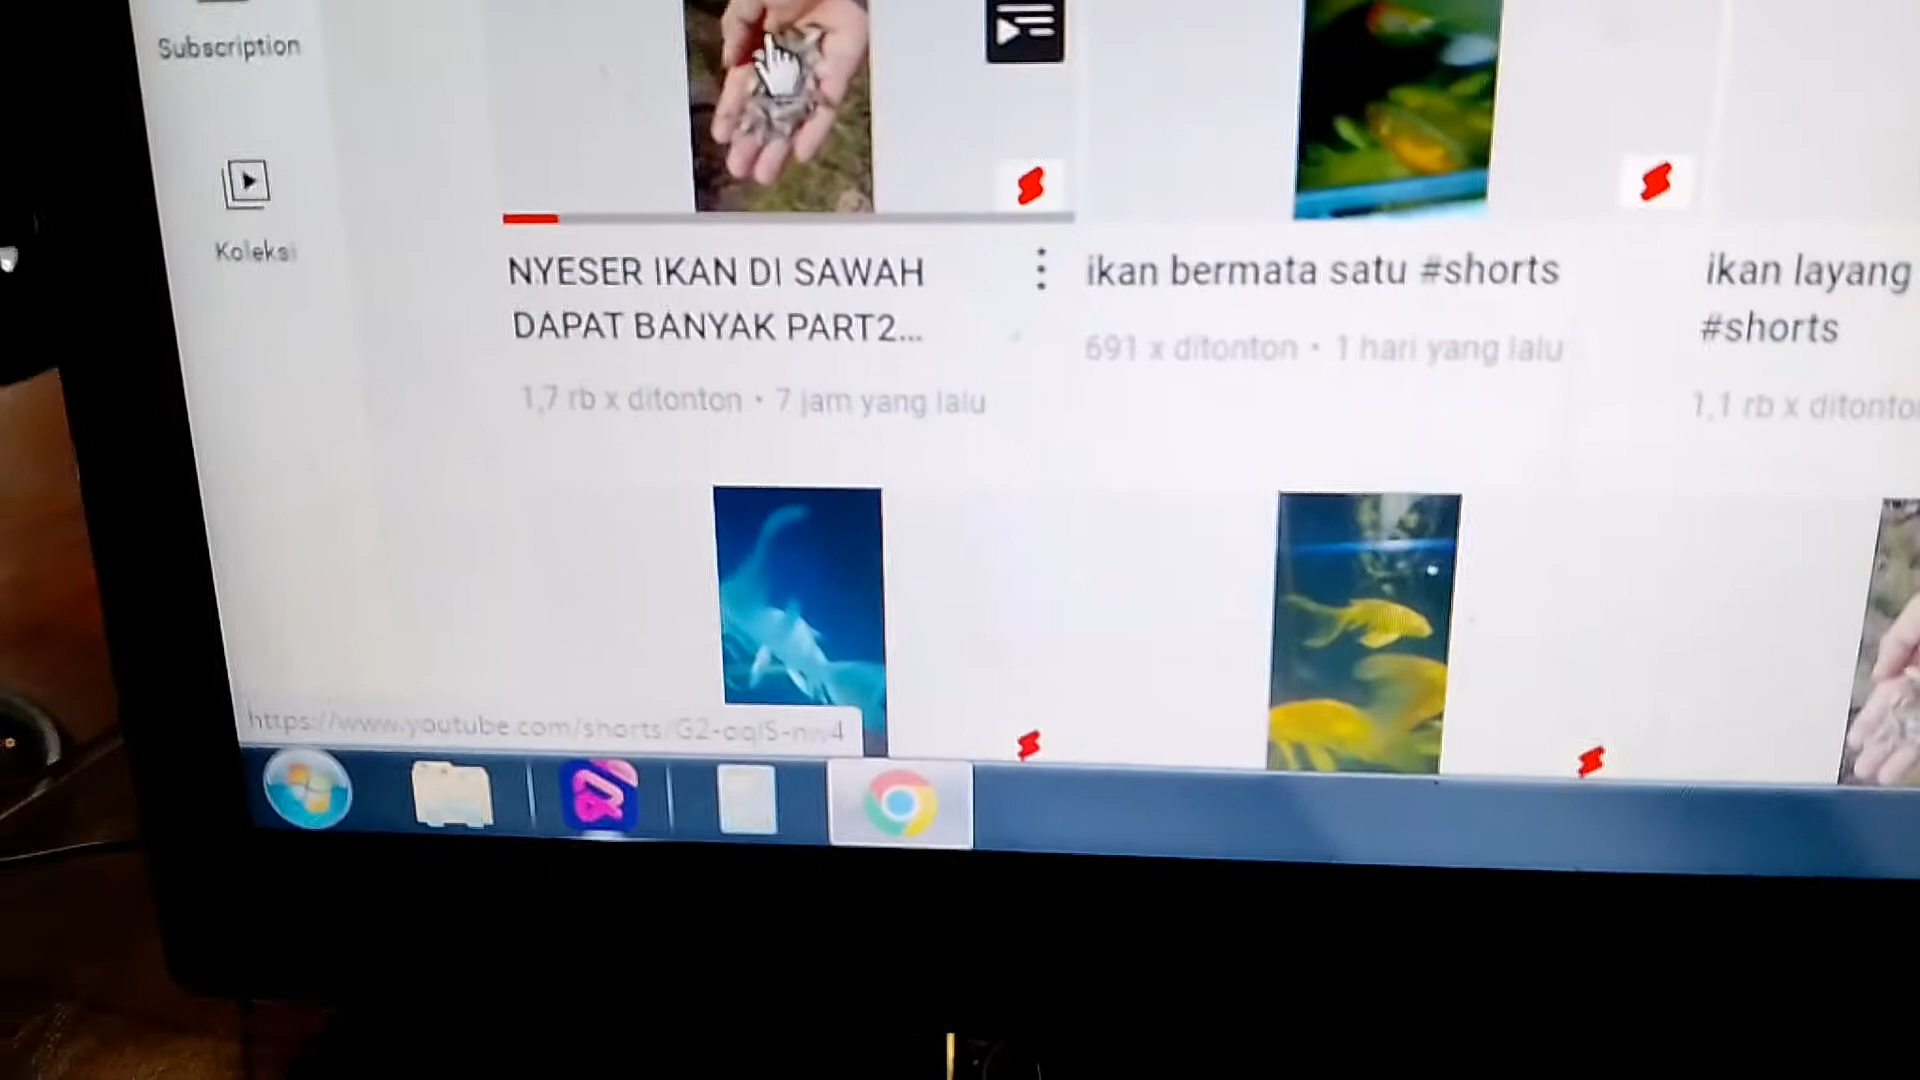 Subscription
Koleksi
NYESER IKAN DI SAWAH
DAPAT BANYAK PART2...
1,7 rb x ditonton • 7 jam yang lalu
ikan bermata satu #shorts
691 x ditonton • 1 hari yang lalu
ikan layang
#shorts
1,1 rb x
https://www.youtube.com/shorts/